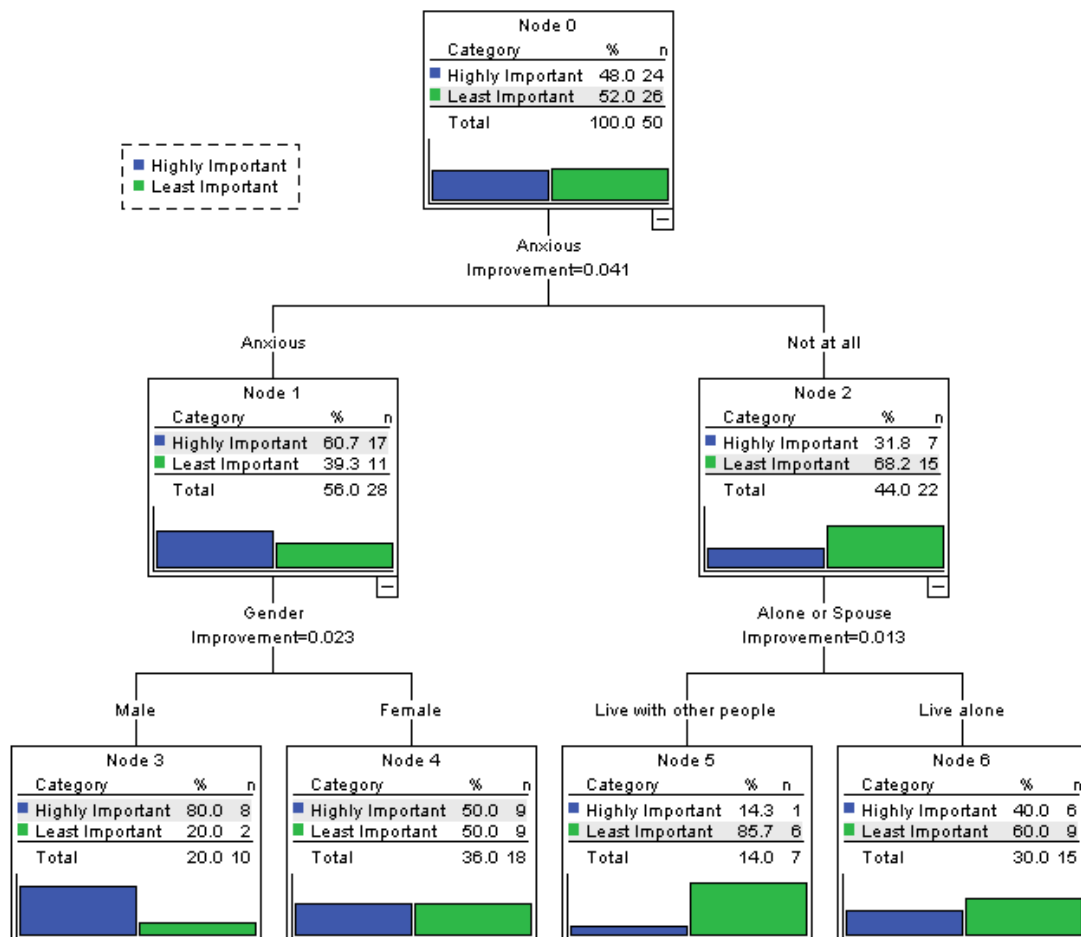 Node 0
Category % n
Highly Important 48.0 24
Least Important 52.0 26
Total 100.0 50
Highly Important
Least Important
Anxious
Improvement=0.041
Anxious
Not at all
Node 1
Category % n
Highly Important 60.7 17
Least Important 39.3 11
Total 56.0 28
Node 2
Category % n
Highly Important 31.8 7
Least Important 68.2 15
Total 44.0 22
Gender
Improvement=0.023
Alone or Spouse
Improvement=0.013
Male
Female
Live with other people
Live alone
Node 3
Category % n
Highly Important 80.0 8
Least Important 20.0 2
Total 20.0 10
Node 4
Category % n
Highly Important 50.0 9
Least Important 50.0 9
Total 36.0 18
Node 5
Category % n
Highly Important 14.3 1
Least Important 85.7 6
Total 14.0 7
Node 6
Category % n
Highly Important 40.0 6
Least Important 60.0 9
Total 30.0 15